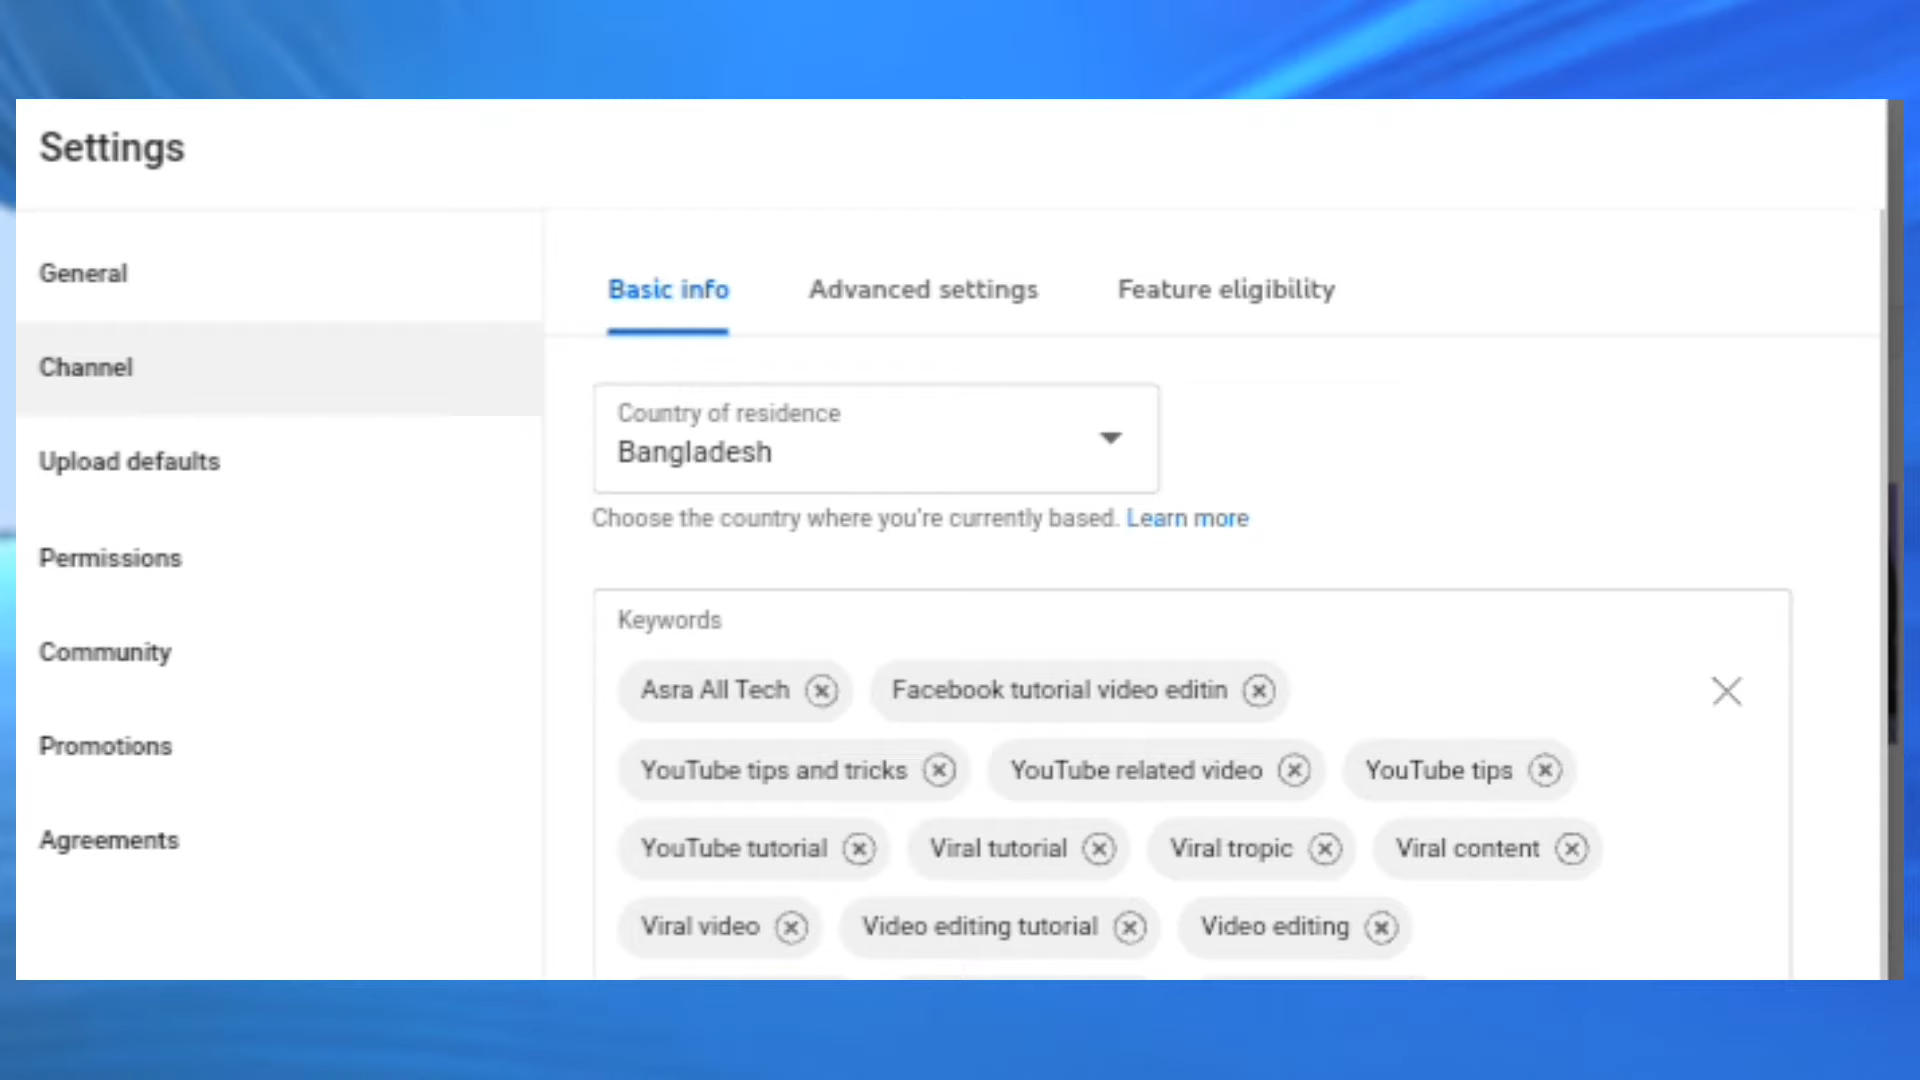 Settings
General
Channel
Upload defaults
Permissions
Community
Promotions
Agreements
Basic info Advanced settings Feature eligibility
Country of residence
Bangladesh
Choose the country where you're currently based. Learn more
Keywords
Asra All Tech Facebook tutorial video editin
YouTube tips and tricks YouTube related video YouTube tips
YouTube tutorial Viral tutorial Viral tropic Viral content
Viral video Video editing tutorial Video editing